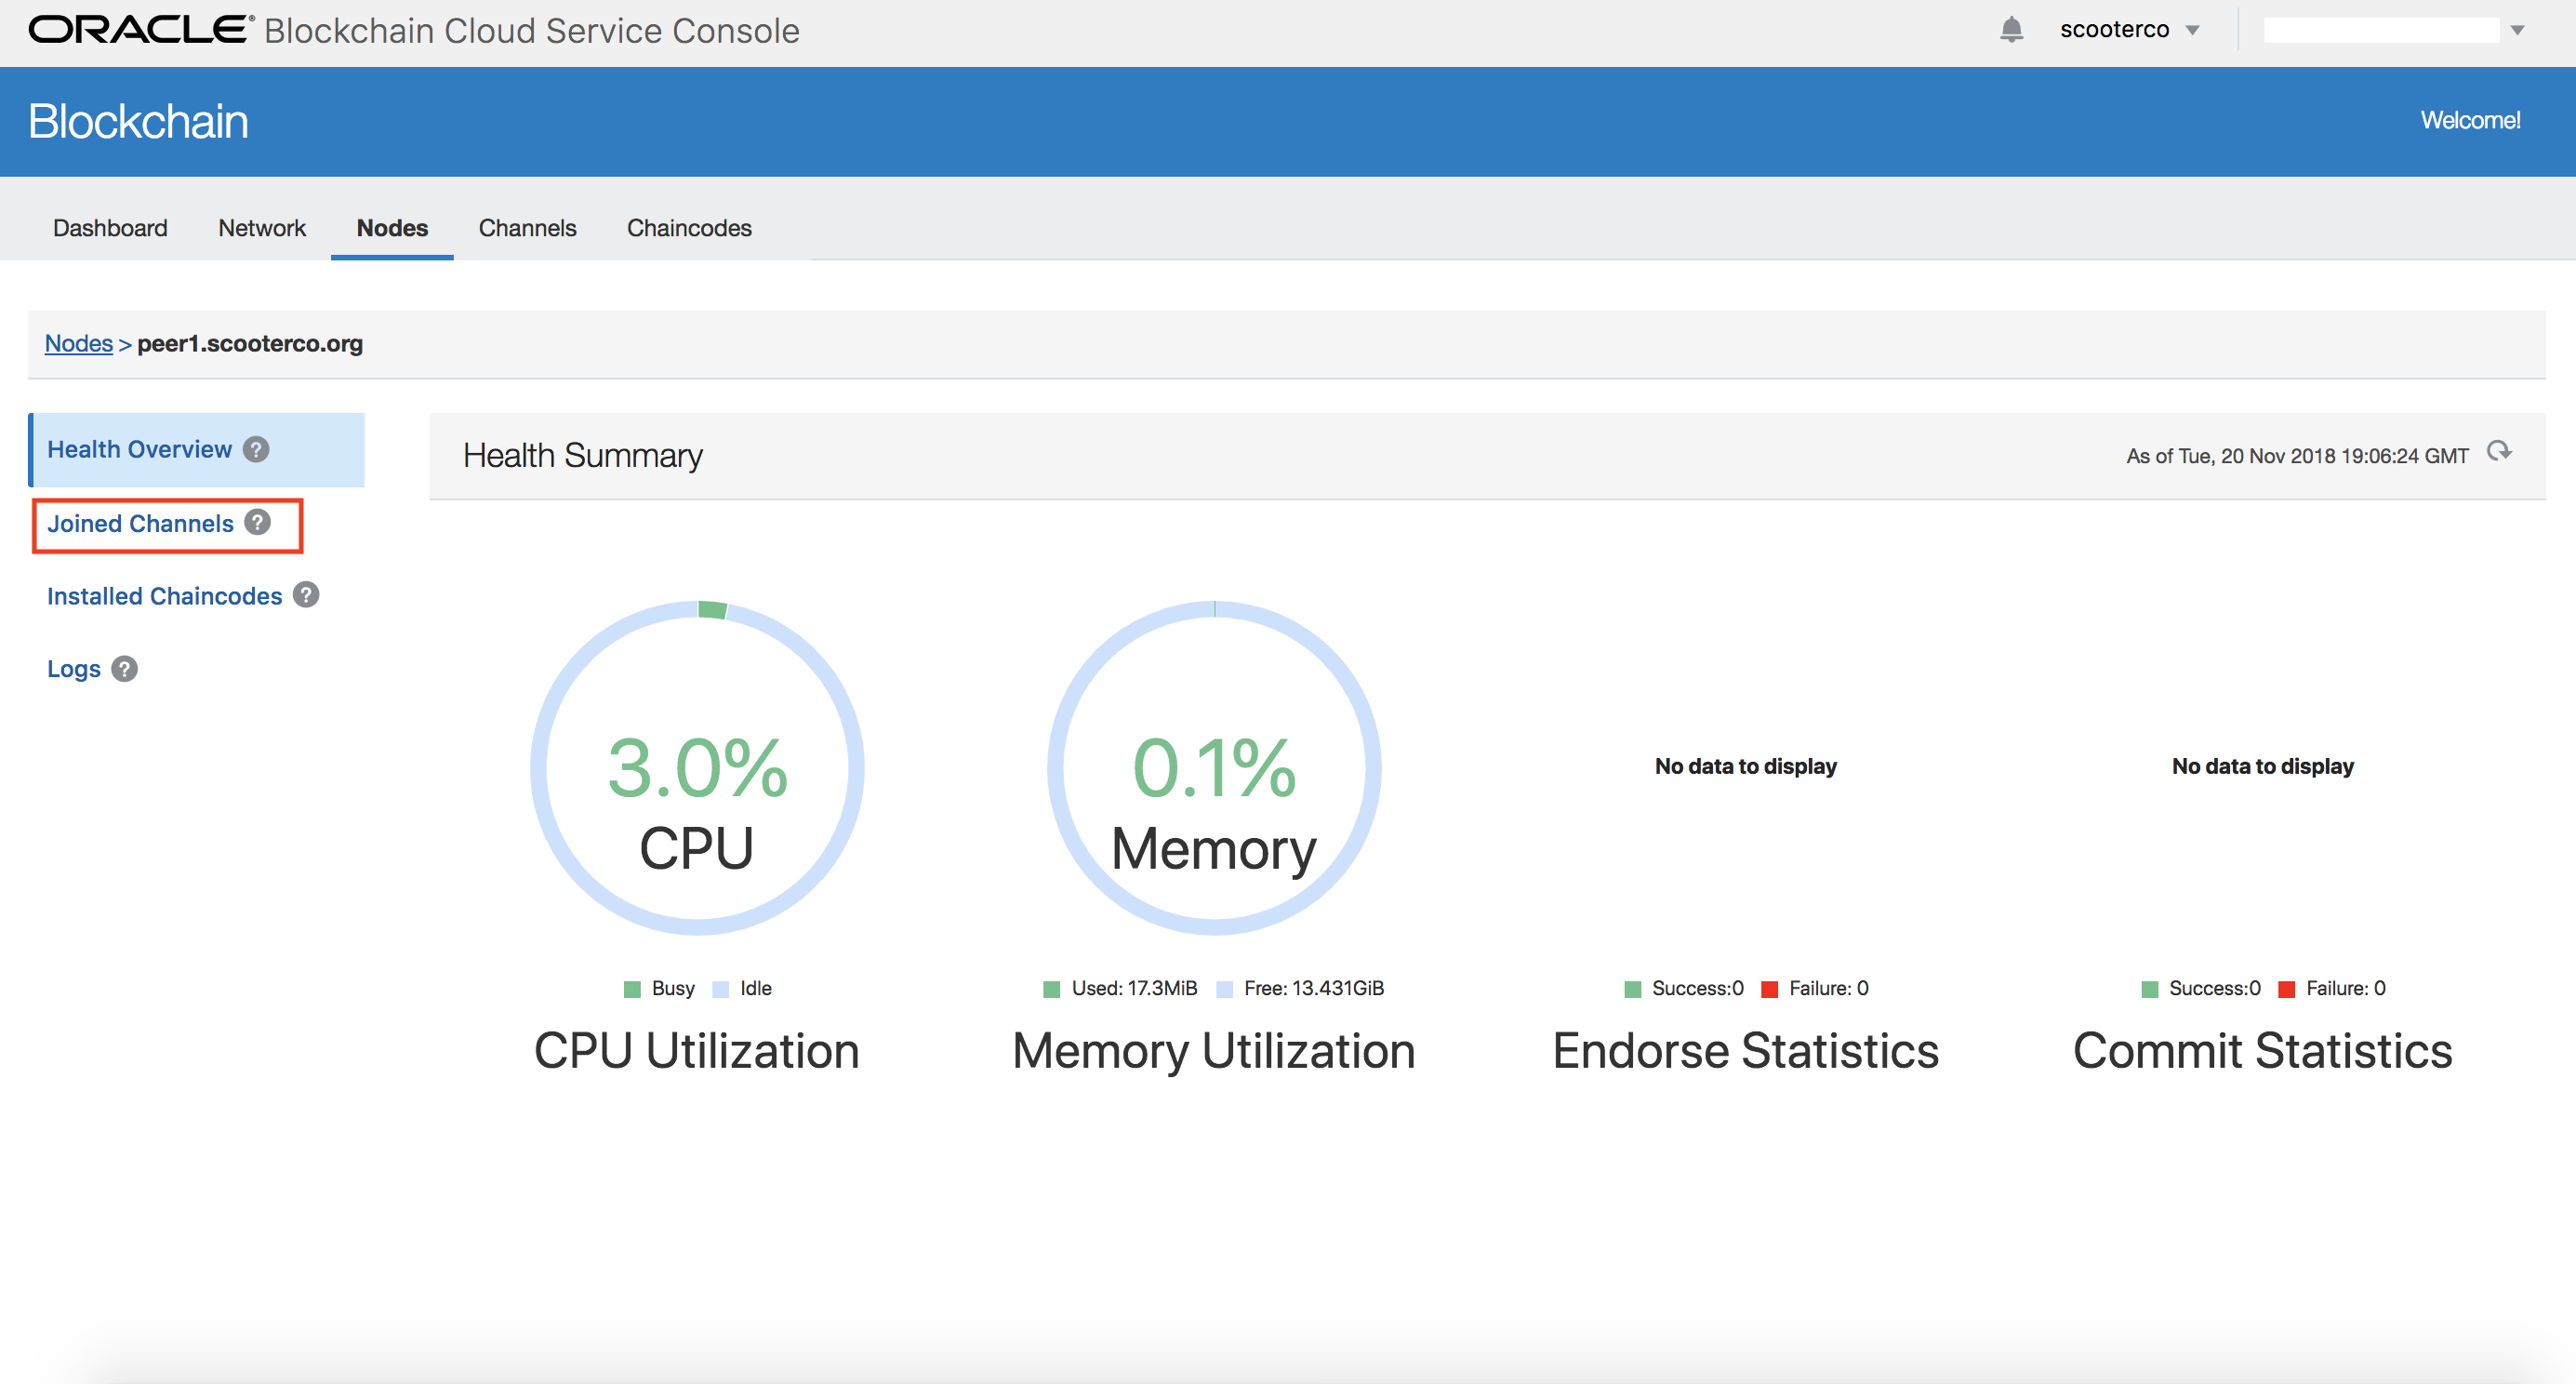 ORACLE® Blockchain Cloud Service Console
scooterco
Blockchain
Welcome!
Dashboard Network Nodes Channels Chaincodes
Nodes > peer1.scooterco.org
Health Overview ?
Joined Channels ?
Installed Chaincodes ?
Logs ?
Health Summary
As of Tue, 20 Nov 2018 19:06:24 GMT
3.0%
CPU
Busy Idle
CPU Utilization
0.1%
Memory
Used: 17.3MiB Free: 13.431GiB
Memory Utilization
No data to display
Success:0 Failure: 0
Endorse Statistics
No data to display
Success:0 Failure: 0
Commit Statistics